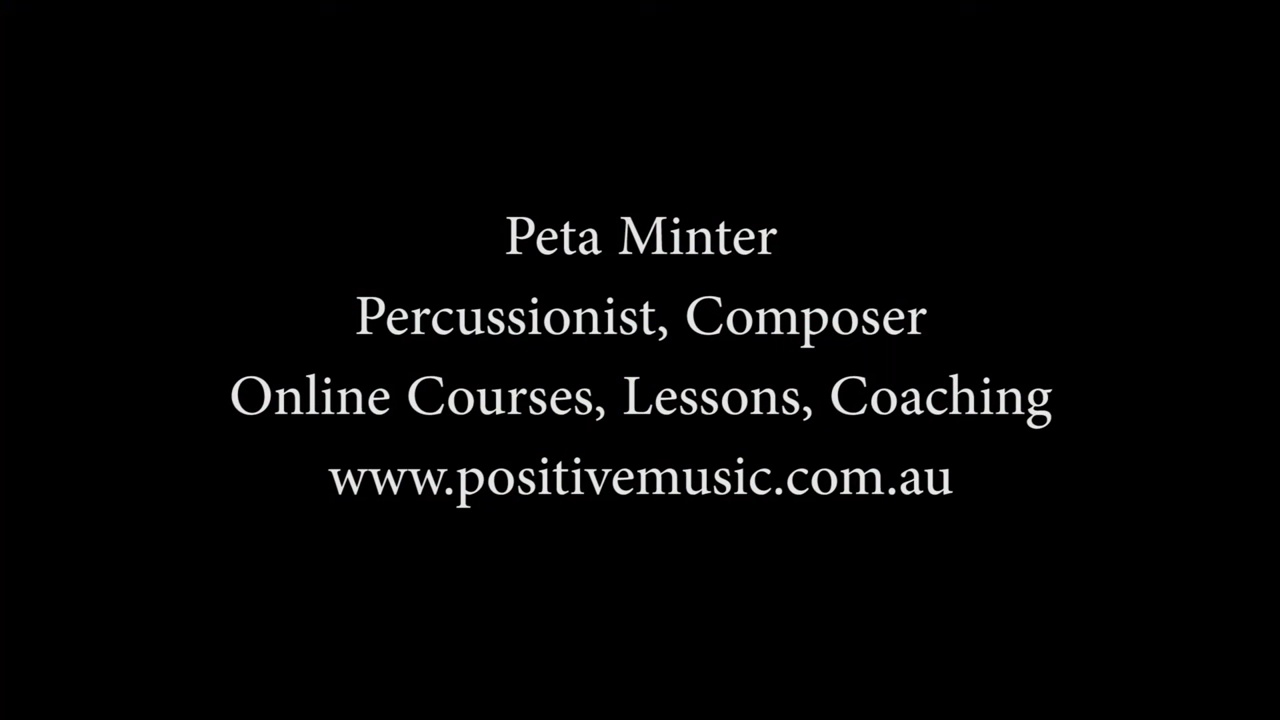 Peta Minter
Percussionist, Composer
Online Courses, Lessons, Coaching
www.positivemusic.com.au